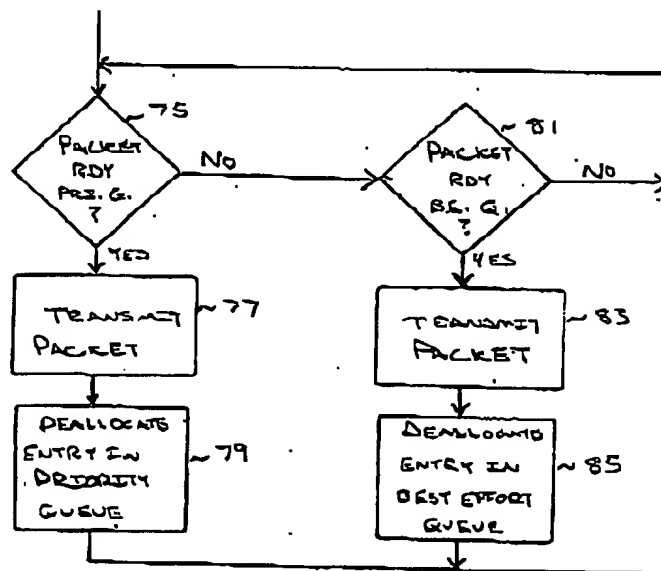 ~75
PACKET
RDY
PRI. Q.
?
NO
YES
~77
TRANSMIT
PACKET
~79
DEALLOCATE
ENTRY IN
PRIORITY
QUEUE
~81
PACKET
RDY
B.E. Q.
?
NO
YES
~83
TRANSMIT
PACKET
~85
DEALLOCATE
ENTRY IN
BEST EFFORT
QUEUE